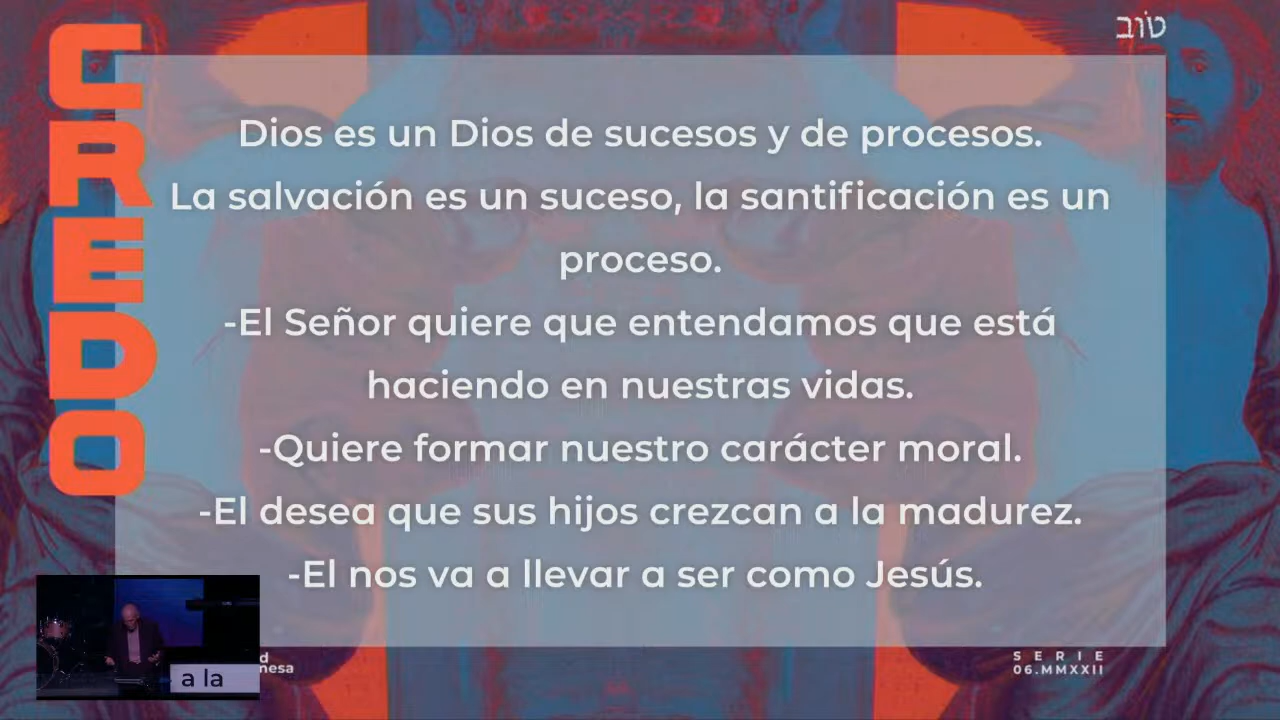 טוֹב
CREDO
Dios es un Dios de sucesos y de procesos.
La salvación es un suceso, la santificación es un
proceso.
-El Señor quiere que entendamos que está
haciendo en nuestras vidas.
-Quiere formar nuestro carácter moral.
-El desea que sus hijos crezcan a la madurez.
-El nos va a llevar a ser como Jesús.
a la
SERIE
06.MMXXII